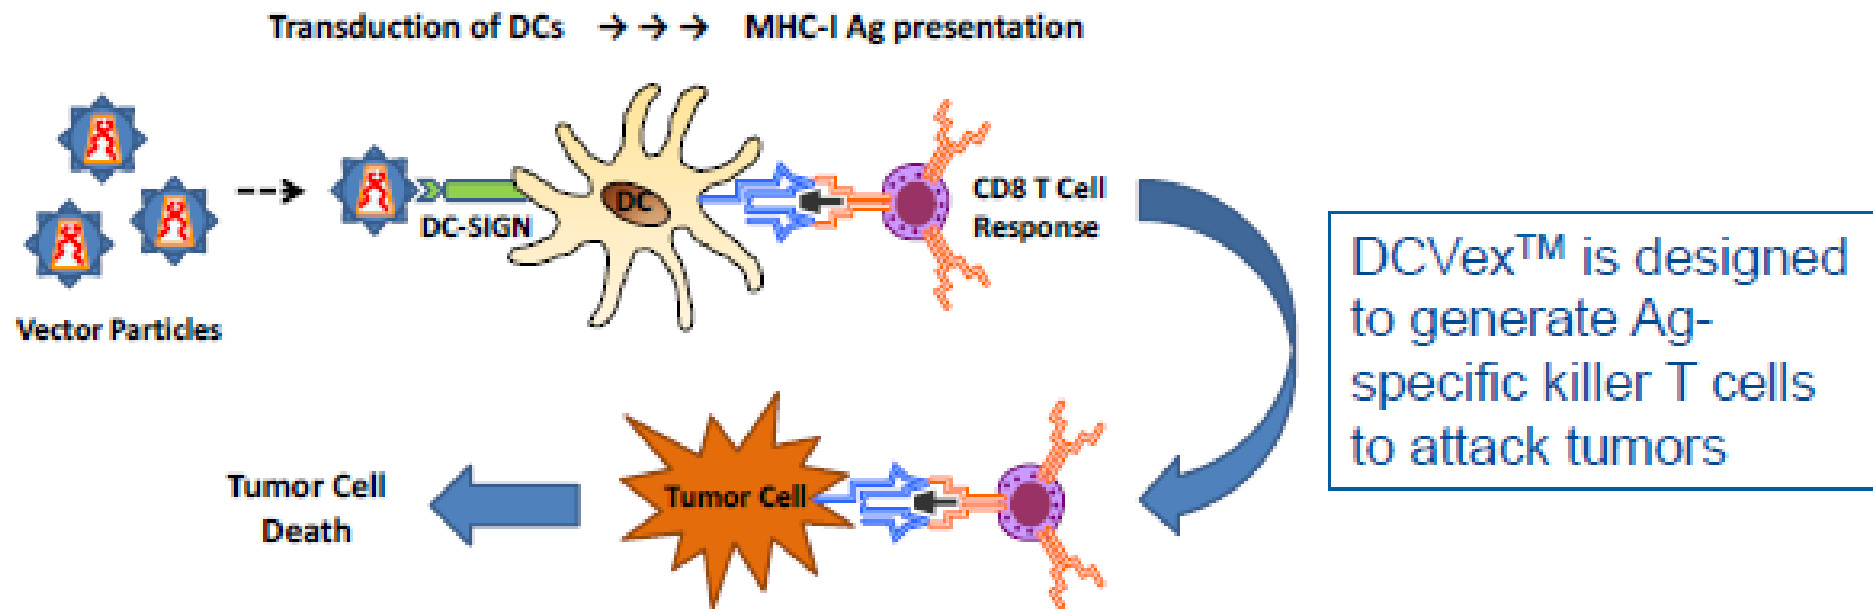 Transduction of DCs → → → MHC-I Ag presentation
DC
DC-SIGN
CD8 T Cell
Response
Vector Particles
DCVex™ is designed
to generate Ag-
specific killer T cells
to attack tumors
Tumor Cell
Tumor Cell
Death